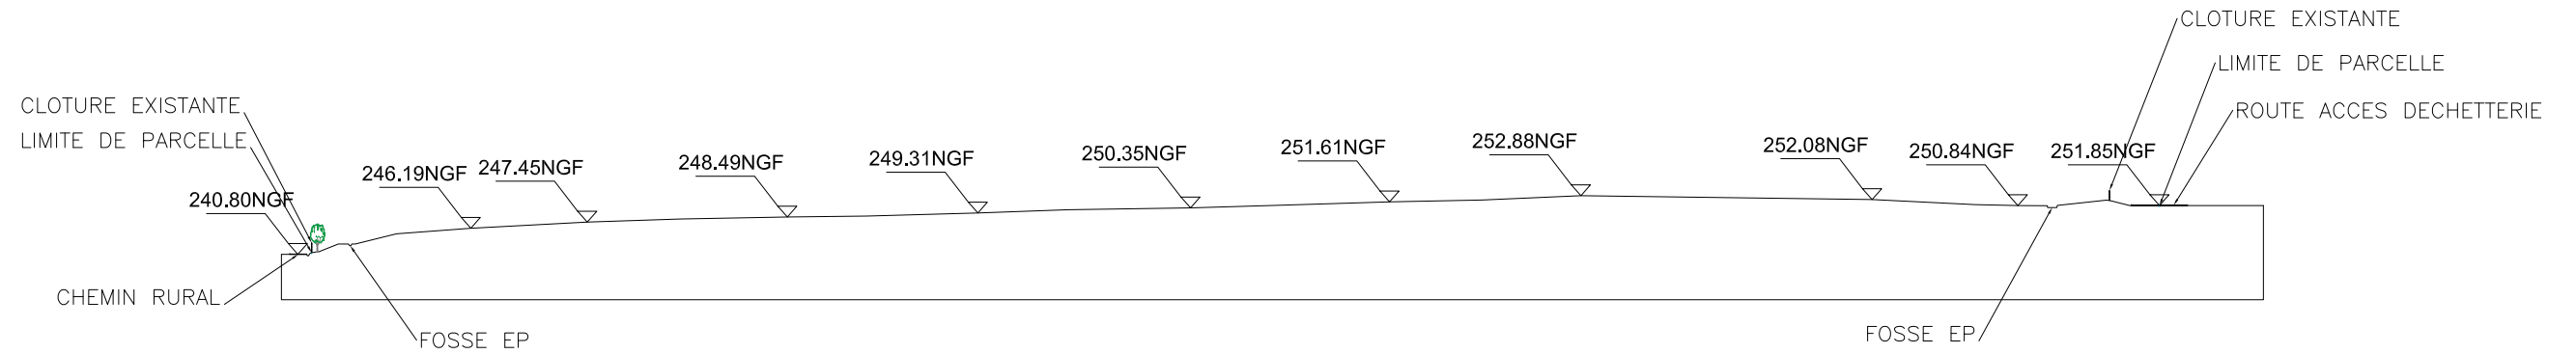 CLOTURE EXISTANTE
LIMITE DE PARCELLE
ROUTE ACCES DECHETTERIE
CLOTURE EXISTANTE
LIMITE DE PARCELLE
240.80NGF
246.19NGF
247.45NGF
248.49NGF
249.31NGF
250.35NGF
251.61NGF
252.88NGF
252.08NGF
250.84NGF
251.85NGF
CHEMIN RURAL
FOSSE EP
FOSSE EP